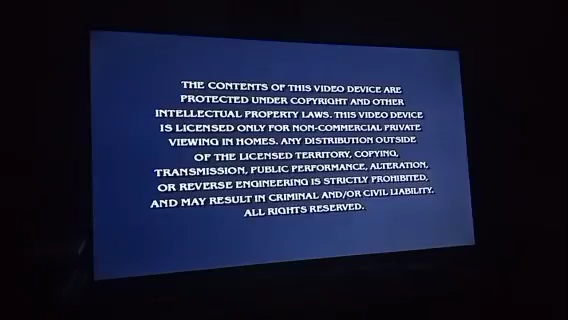 THE CONTENTS OF THIS VIDEO DEVICE ARE
PROTECTED UNDER COPYRIGHT AND OTHER
INTELLECTUAL PROPERTY LAWS. THIS VIDEO DEVICE
IS LICENSED ONLY FOR NON-COMMERCIAL PRIVATE
VIEWING IN HOMES. ANY DISTRIBUTION OUTSIDE
OF THE LICENSED TERRITORY, COPYING,
TRANSMISSION, PUBLIC PERFORMANCE, ALTERATION,
OR REVERSE ENGINEERING IS STRICTLY PROHIBITED,
AND MAY RESULT IN CRIMINAL AND/OR CIVIL LIABILITY.
ALL RIGHTS RESERVED.